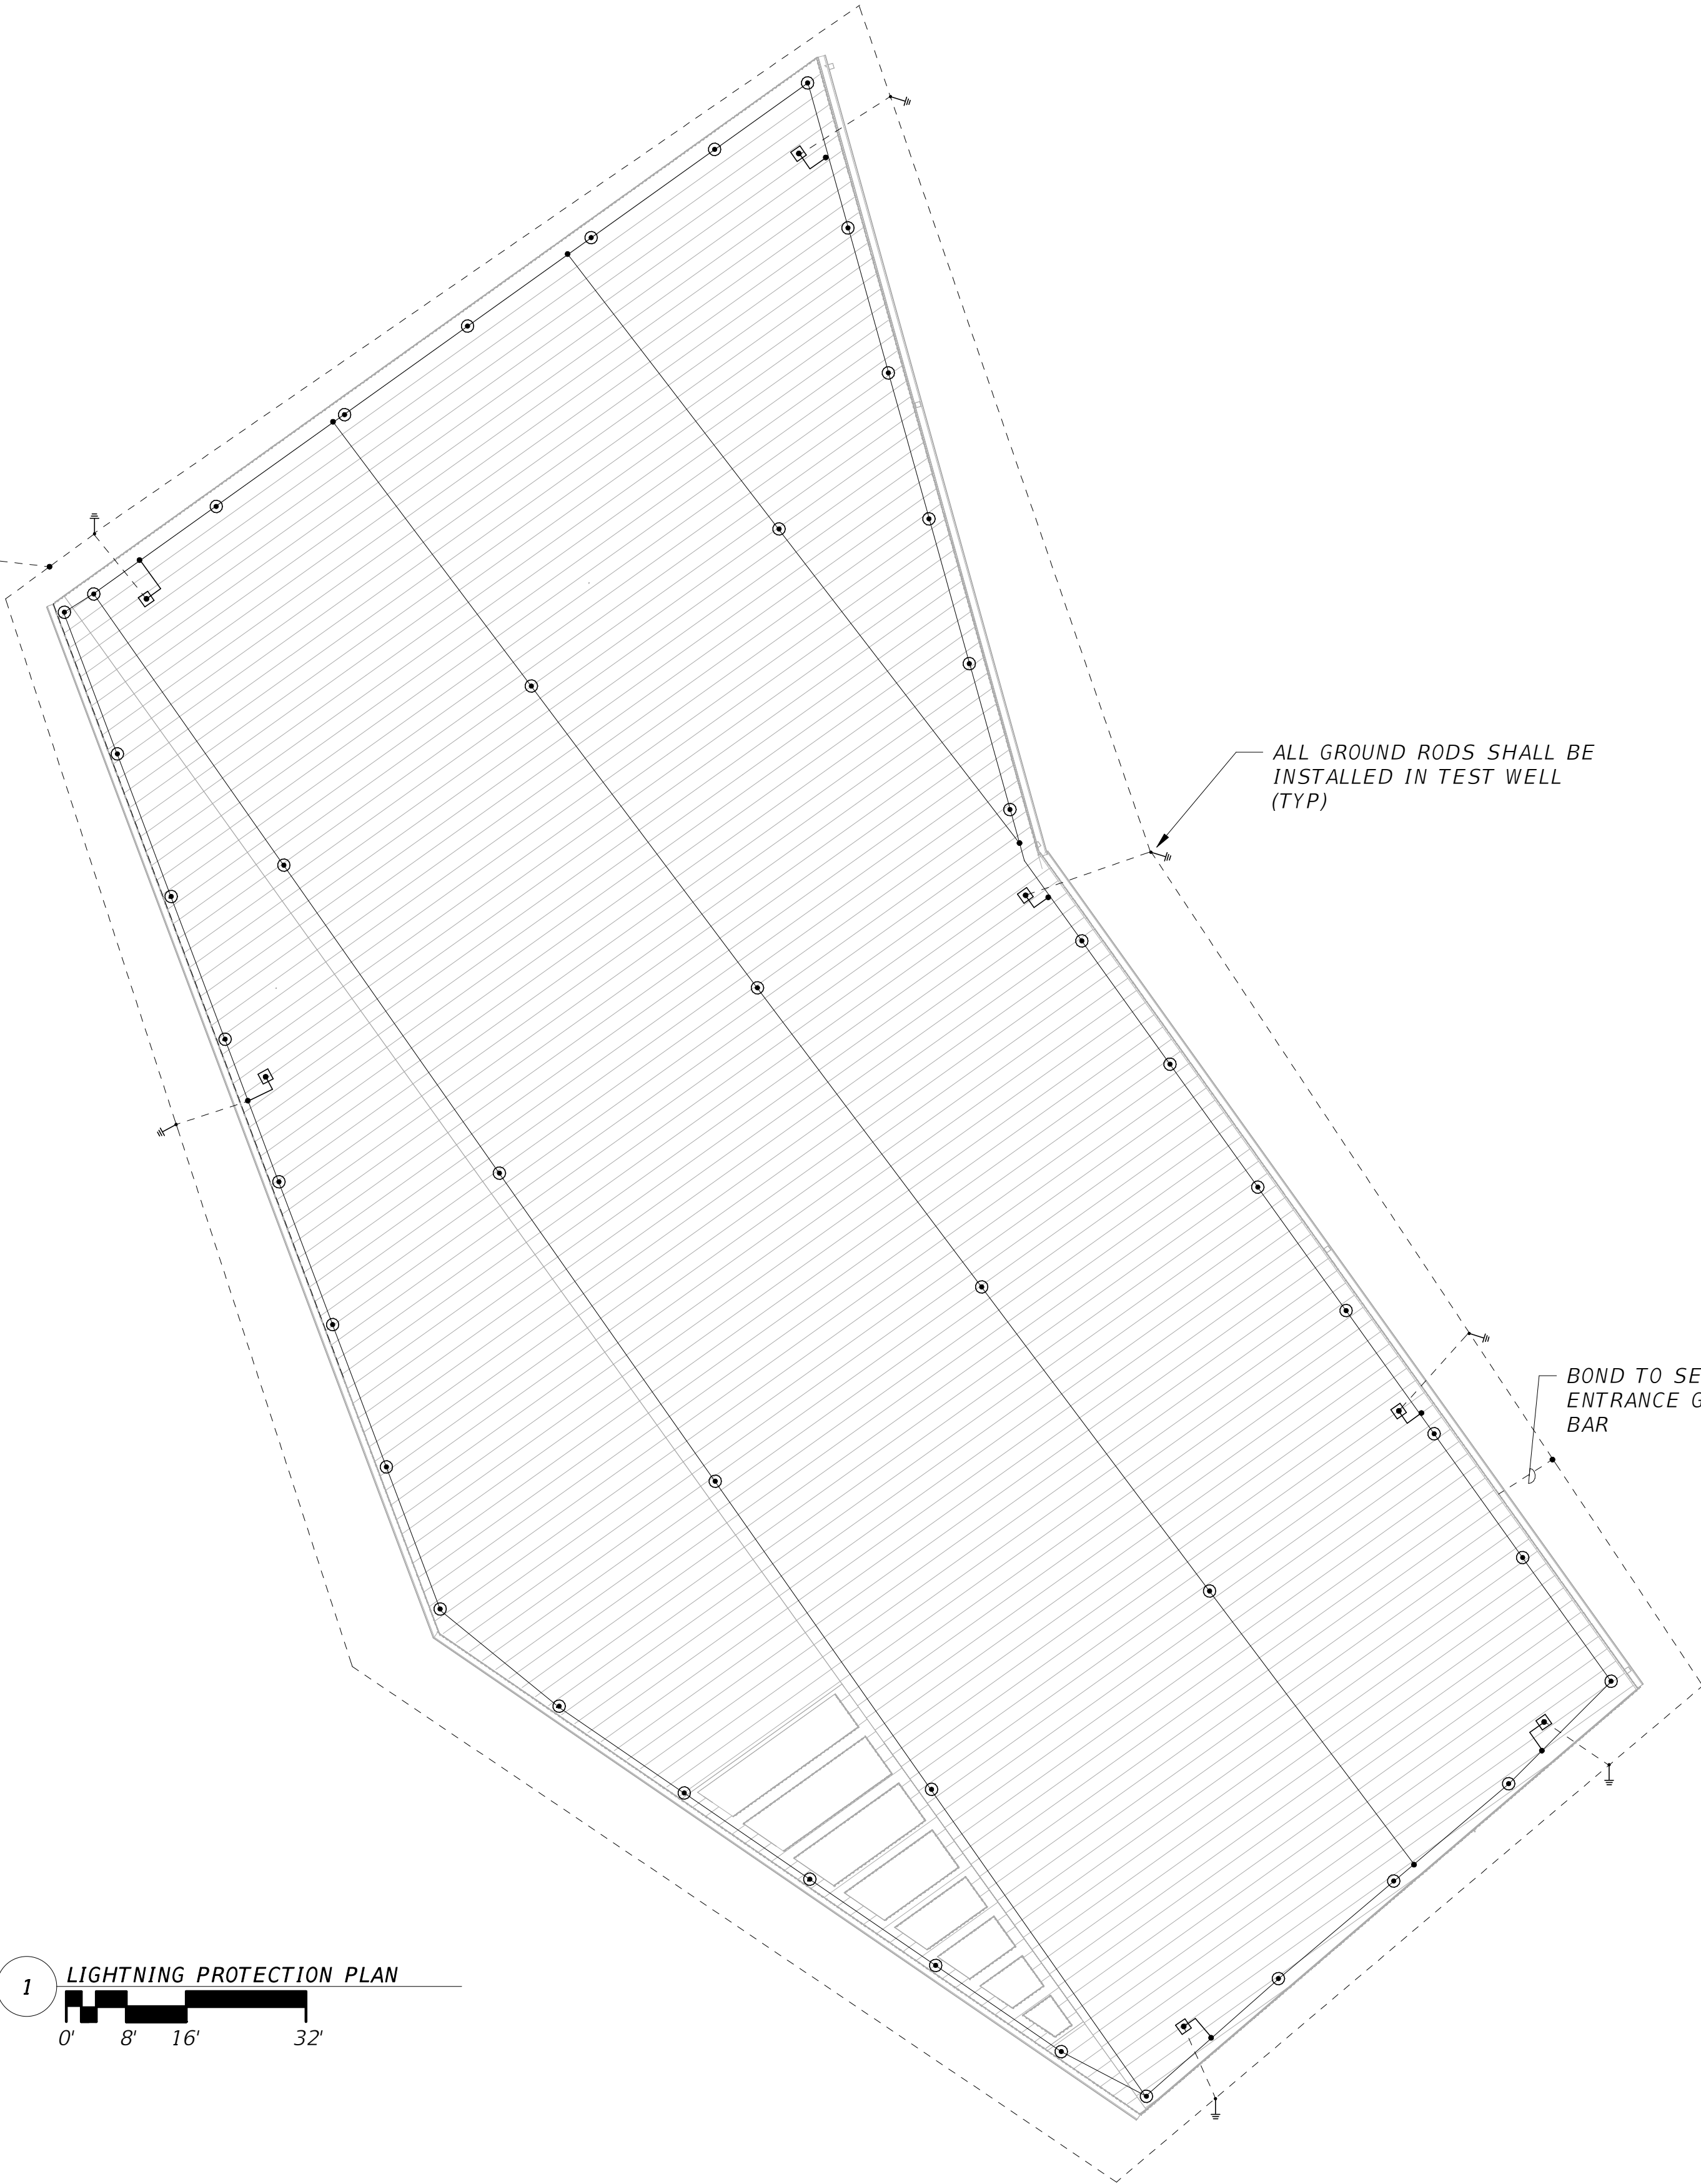 ALL GROUND RODS SHALL BE
INSTALLED IN TEST WELL
(TYP)
BOND TO SE
ENTRANCE G
BAR
1
LIGHTNING PROTECTION PLAN
0' 8' 16' 32'